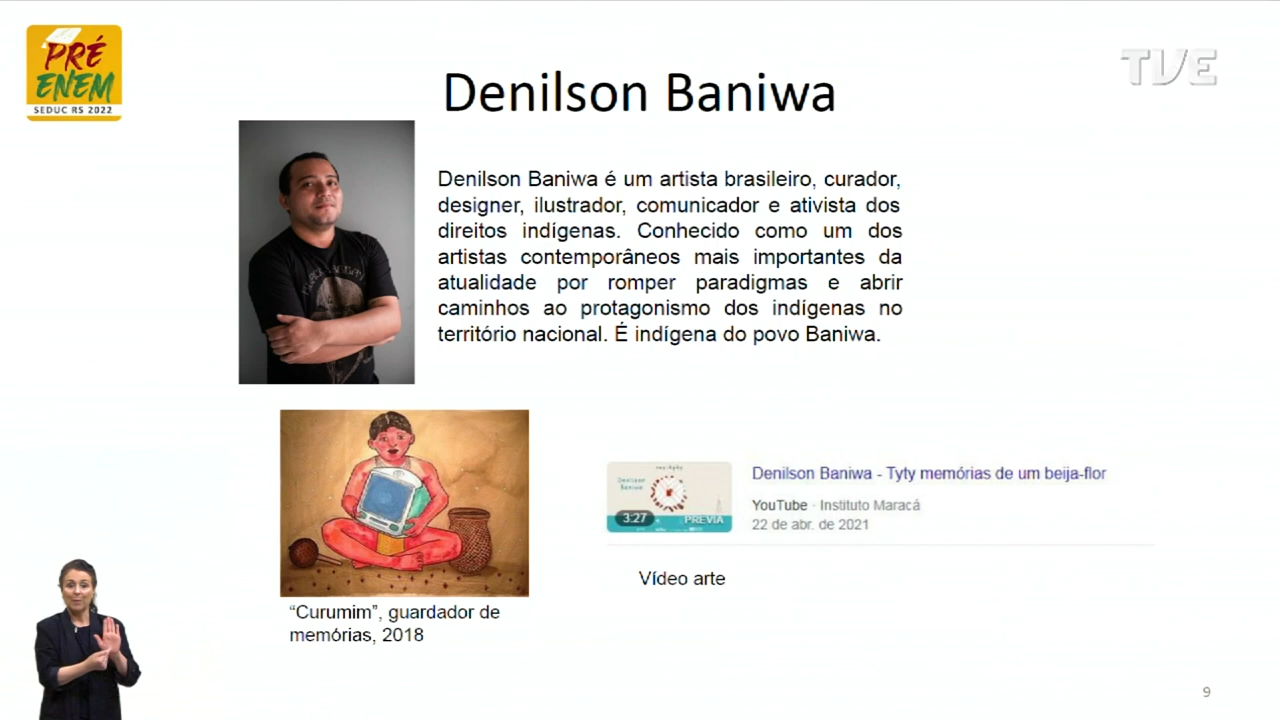 PRÉ
ENEM
SEDUC RS 2022
TVE
Denilson Baniwa
Denilson Baniwa é um artista brasileiro, curador,
designer, ilustrador, comunicador e ativista dos
direitos indígenas. Conhecido como um dos
artistas contemporâneos mais importantes da
atualidade por romper paradigmas e abrir
caminhos ao protagonismo dos indígenas no
território nacional. É indígena do povo Baniwa.
Denilson
Baniwa
3:27
PREVIA
Denilson Baniwa - Tyty memórias de um beija-flor
YouTube · Instituto Maracá
22 de abr. de 2021
Vídeo arte
“Curumim”, guardador de
memórias, 2018
9